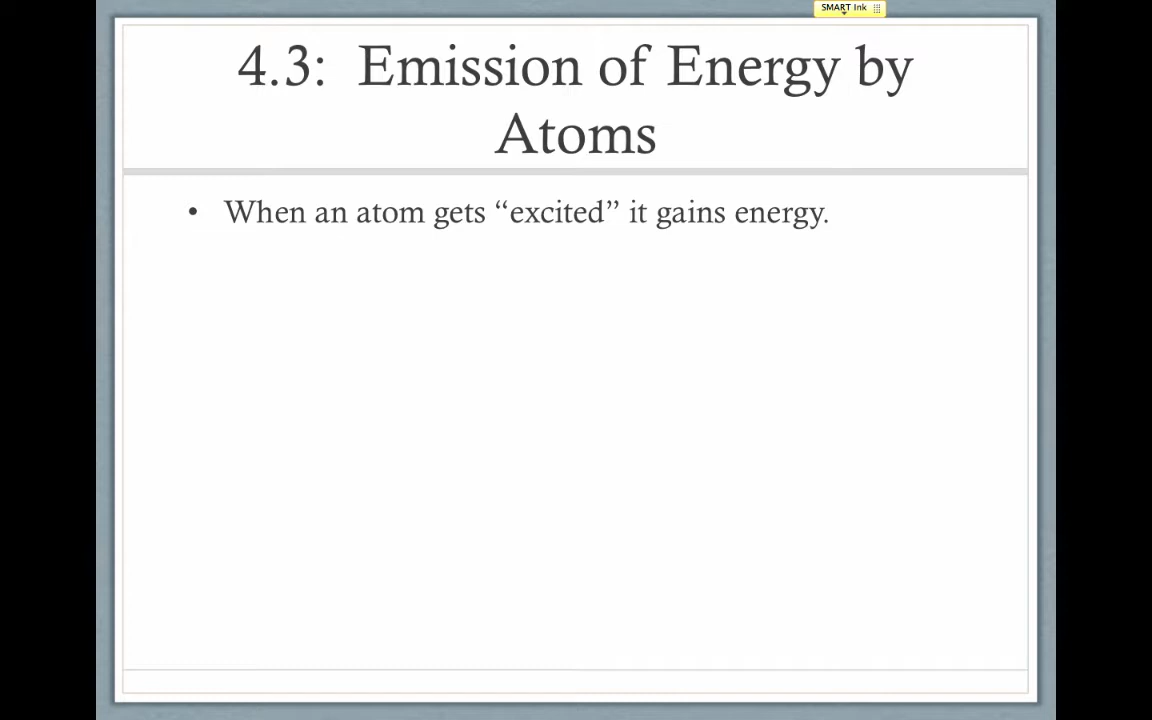 SMART Ink
4.3:  Emission of Energy by
Atoms
• When an atom gets “excited” it gains energy.